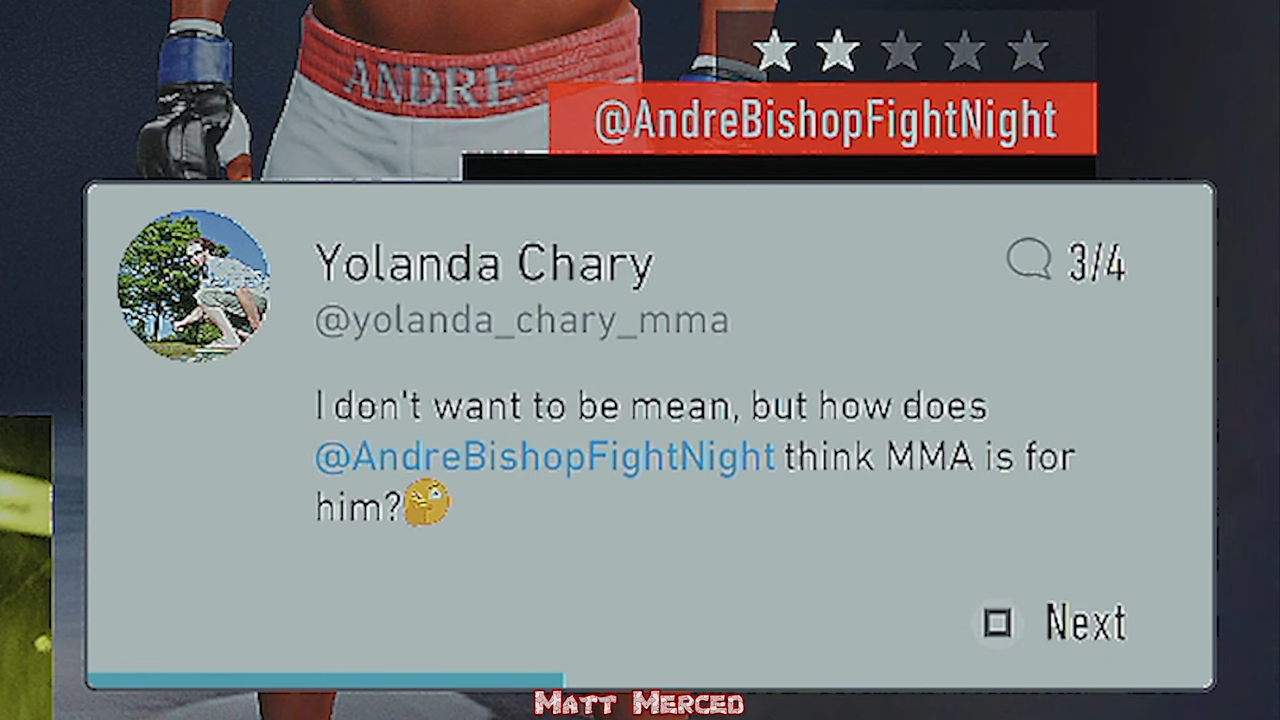 ANDRE
@AndreBishopFightNight
Yolanda Chary
3/4
@yolanda_chary_mma
I don't want to be mean, but how does
@AndreBishopFightNight think MMA is for
him?
Next
Matt Merced